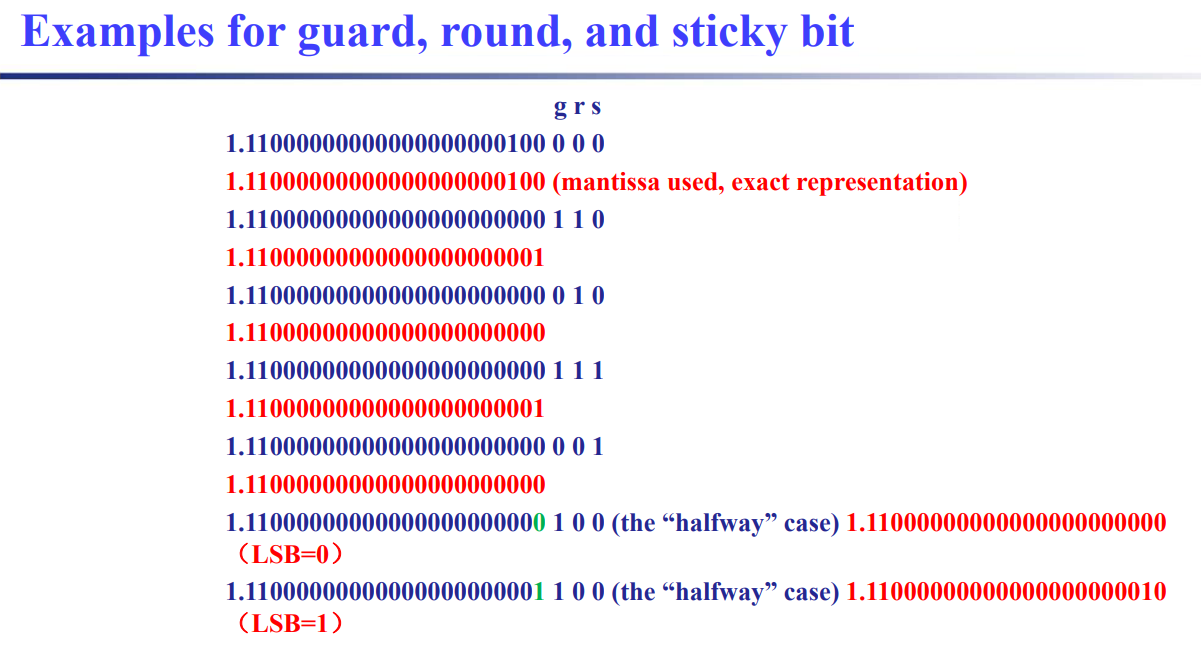 Examples for guard, round, and sticky bit
g r s
1.11000000000000000000100 0 0 0
1.11000000000000000000100 (mantissa used, exact representation)
1.11000000000000000000000 1 1 0
1.11000000000000000000001
1.11000000000000000000000 0 1 0
1.11000000000000000000000
1.11000000000000000000000 1 1 1
1.11000000000000000000001
1.11000000000000000000000 0 0 1
1.11000000000000000000000
1.11000000000000000000000 1 0 0 (the “halfway” case) 1.11000000000000000000000
（LSB=0）
1.11000000000000000000001 1 0 0 (the “halfway” case) 1.11000000000000000000010
（LSB=1）